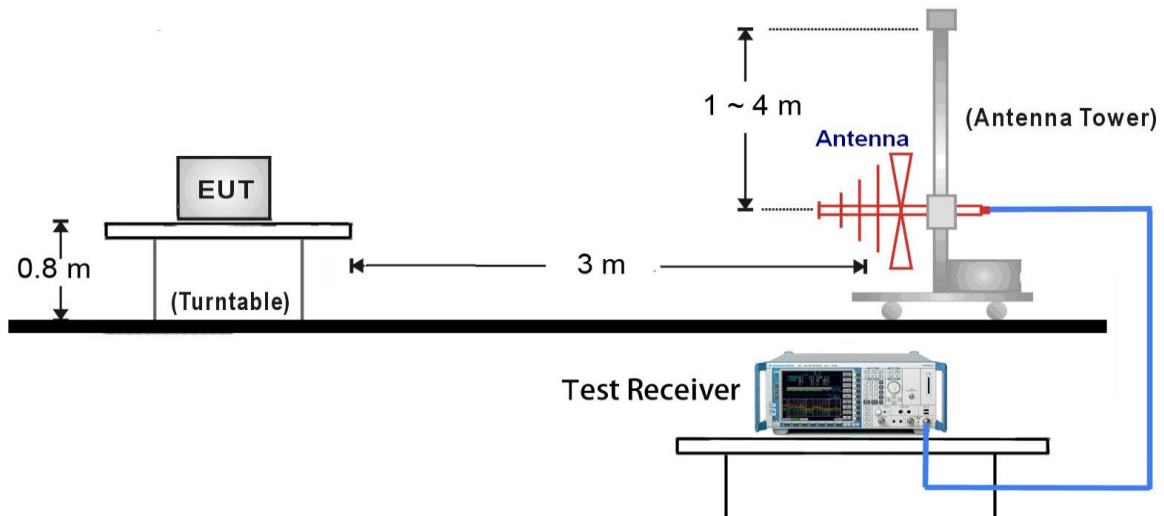 1 ~ 4 m
(Antenna Tower)
Antenna
EUT
0.8 m
3 m
(Turntable)
Test Receiver